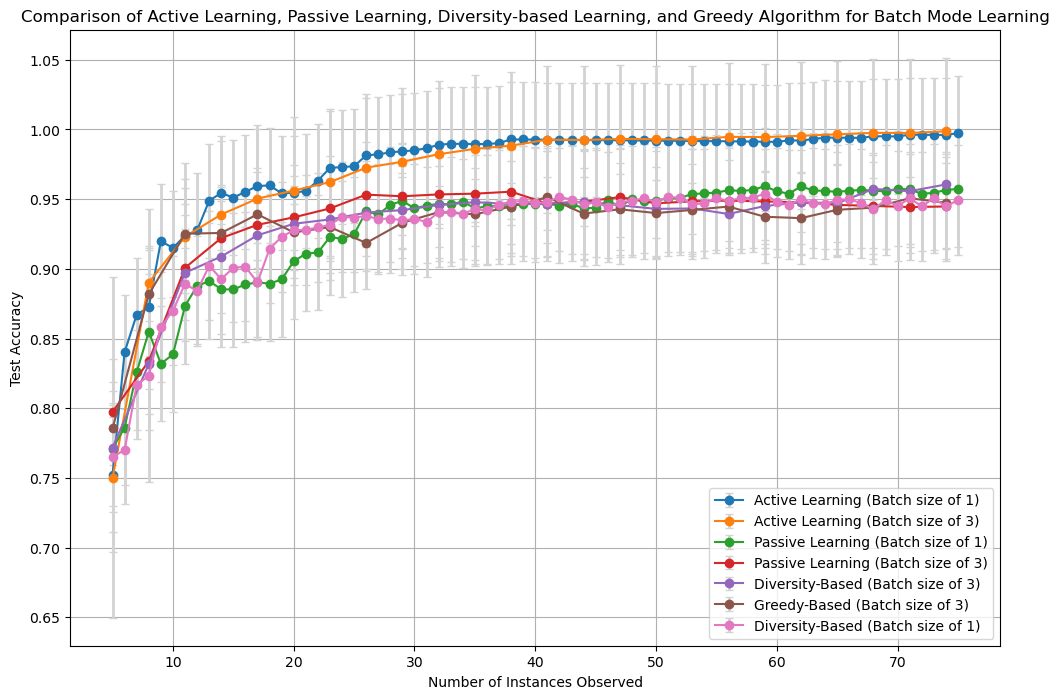 Comparison of Active Learning, Passive Learning, Diversity-based Learning, and Greedy Algorithm for Batch Mode Learning
1.05
1.00
0.95
0.90
0.85
0.80
0.75
0.70
0.65
Test Accuracy
Active Learning (Batch size of 1)
Active Learning (Batch size of 3)
Passive Learning (Batch size of 1)
Passive Learning (Batch size of 3)
Diversity-Based (Batch size of 3)
Greedy-Based (Batch size of 3)
Diversity-Based (Batch size of 1)
10 20 30 40 50 60 70
Number of Instances Observed